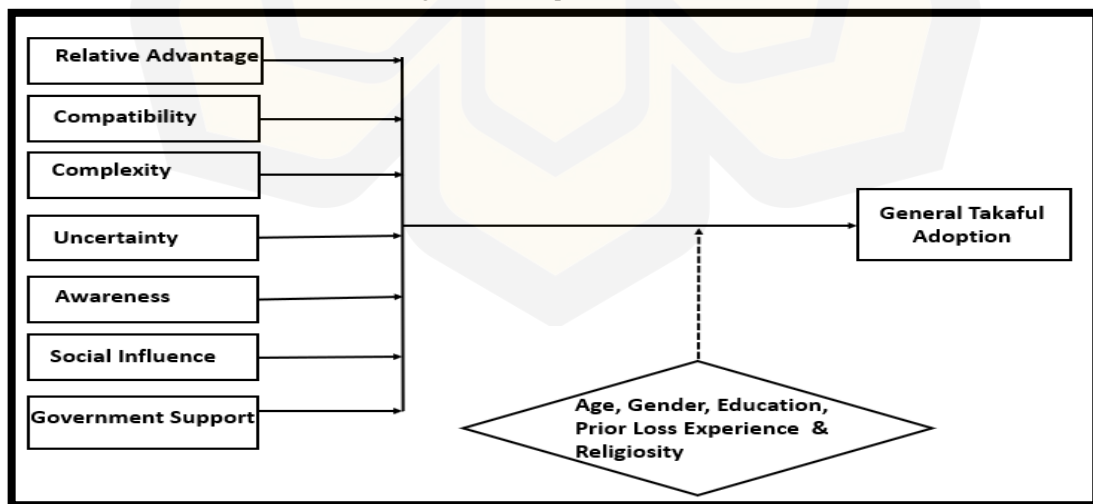 Relative Advantage
Compatibility
Complexity
Uncertainty
Awareness
Social Influence
Government Support
General Takaful
Adoption
Age, Gender, Education,
Prior Loss Experience &
Religiosity